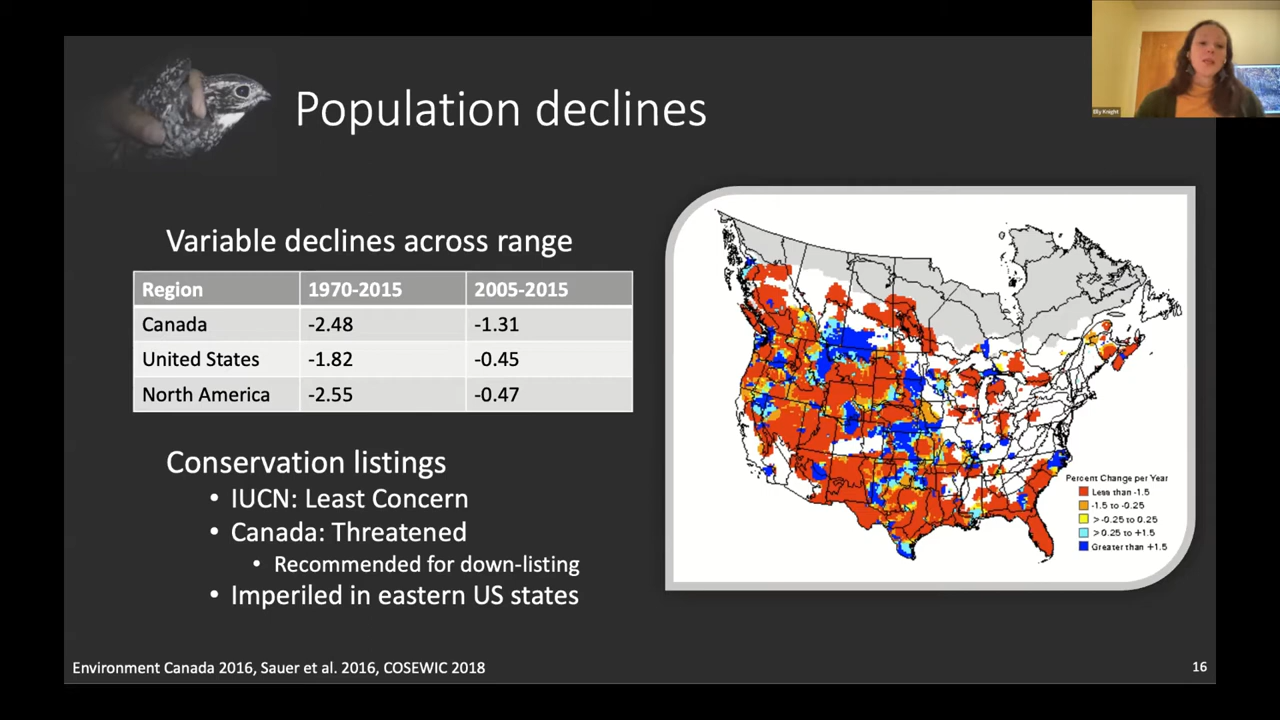 Elly Knight
Population declines
Variable declines across range
Region 1970-2015 2005-2015
Canada -2.48 -1.31
United States -1.82 -0.45
North America -2.55 -0.47
Conservation listings
• IUCN: Least Concern
• Canada: Threatened
• Recommended for down-listing
• Imperiled in eastern US states
Percent Change per Year
Less than -1.5
-1.5 to -0.25
> -0.25 to 0.25
> 0.25 to +1.5
Greater than +1.5
Environment Canada 2016, Sauer et al. 2016, COSEWIC 2018
16